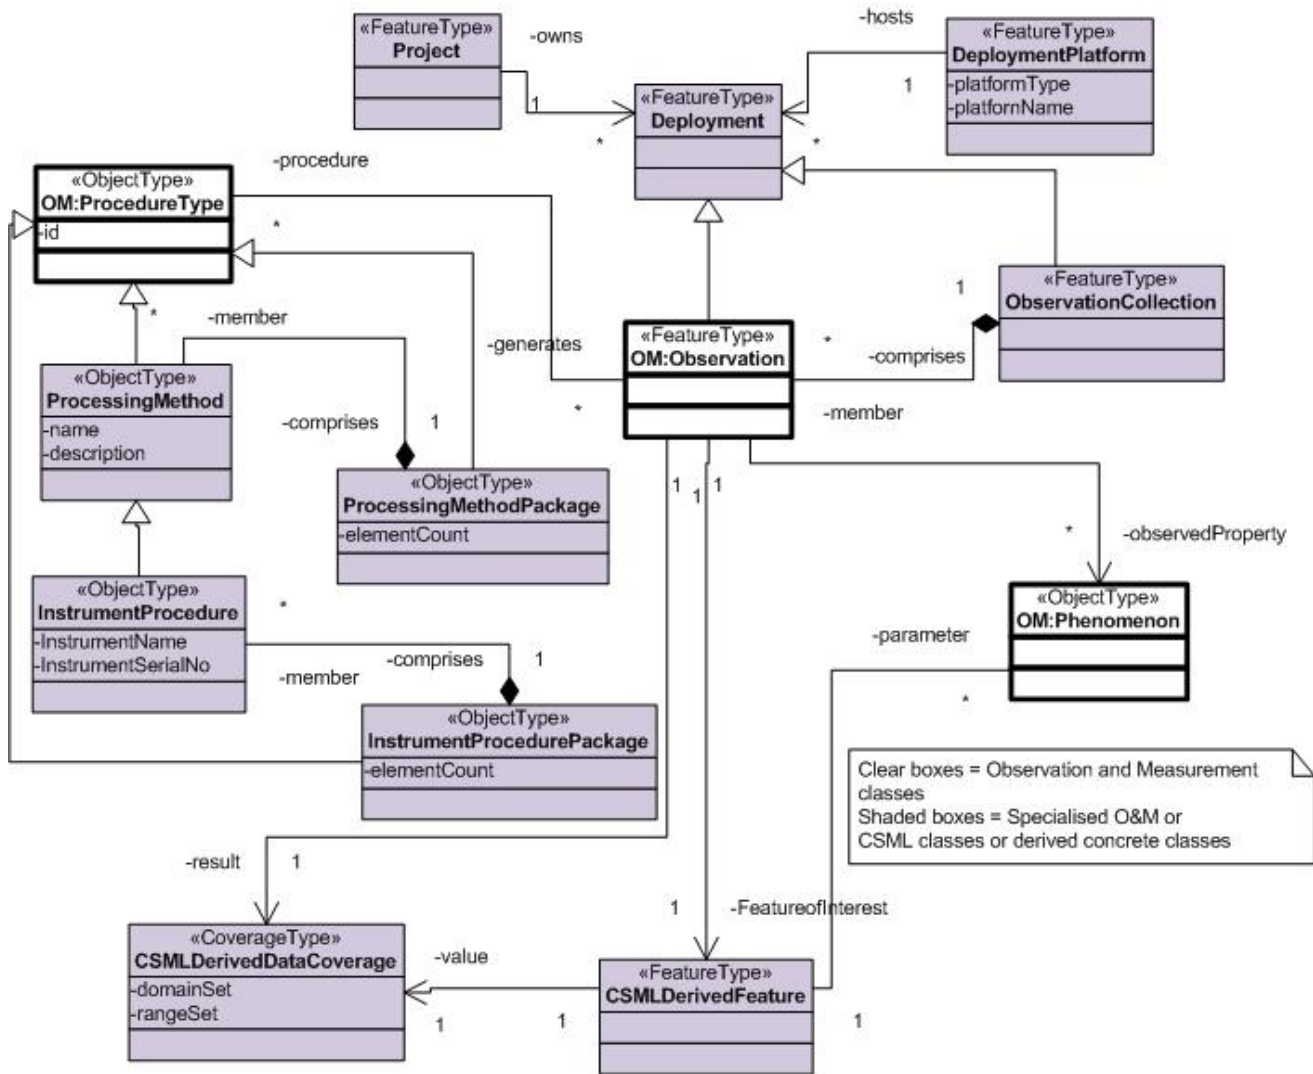 «FeatureType»
Project
-owns
1
*
-hosts
1
*
«FeatureType»
DeploymentPlatform
-platformType
-platfornName
«FeatureType»
Deployment
«ObjectType»
OM:ProcedureType
-id
-procedure
*
*
-member
-generates
*
«FeatureType»
OM:Observation
*
-comprises
-member
1
«FeatureType»
ObservationCollection
«ObjectType»
ProcessingMethod
-name
-description
-comprises
1
«ObjectType»
ProcessingMethodPackage
-elementCount
1
1
1
*
-observedProperty
«ObjectType»
InstrumentProcedure
-InstrumentName
-InstrumentSerialNo
*
-member
-comprises
1
«ObjectType»
OM:Phenomenon
-parameter
*
«ObjectType»
InstrumentProcedurePackage
-elementCount
Clear boxes = Observation and Measurement
classes
Shaded boxes = Specialised O&M or
CSML classes or derived concrete classes
-result
1
1
-FeatureofInterest
«CoverageType»
CSMLDerivedDataCoverage
-domainSet
-rangeSet
-value
1
1
«FeatureType»
CSMLDerivedFeature
1